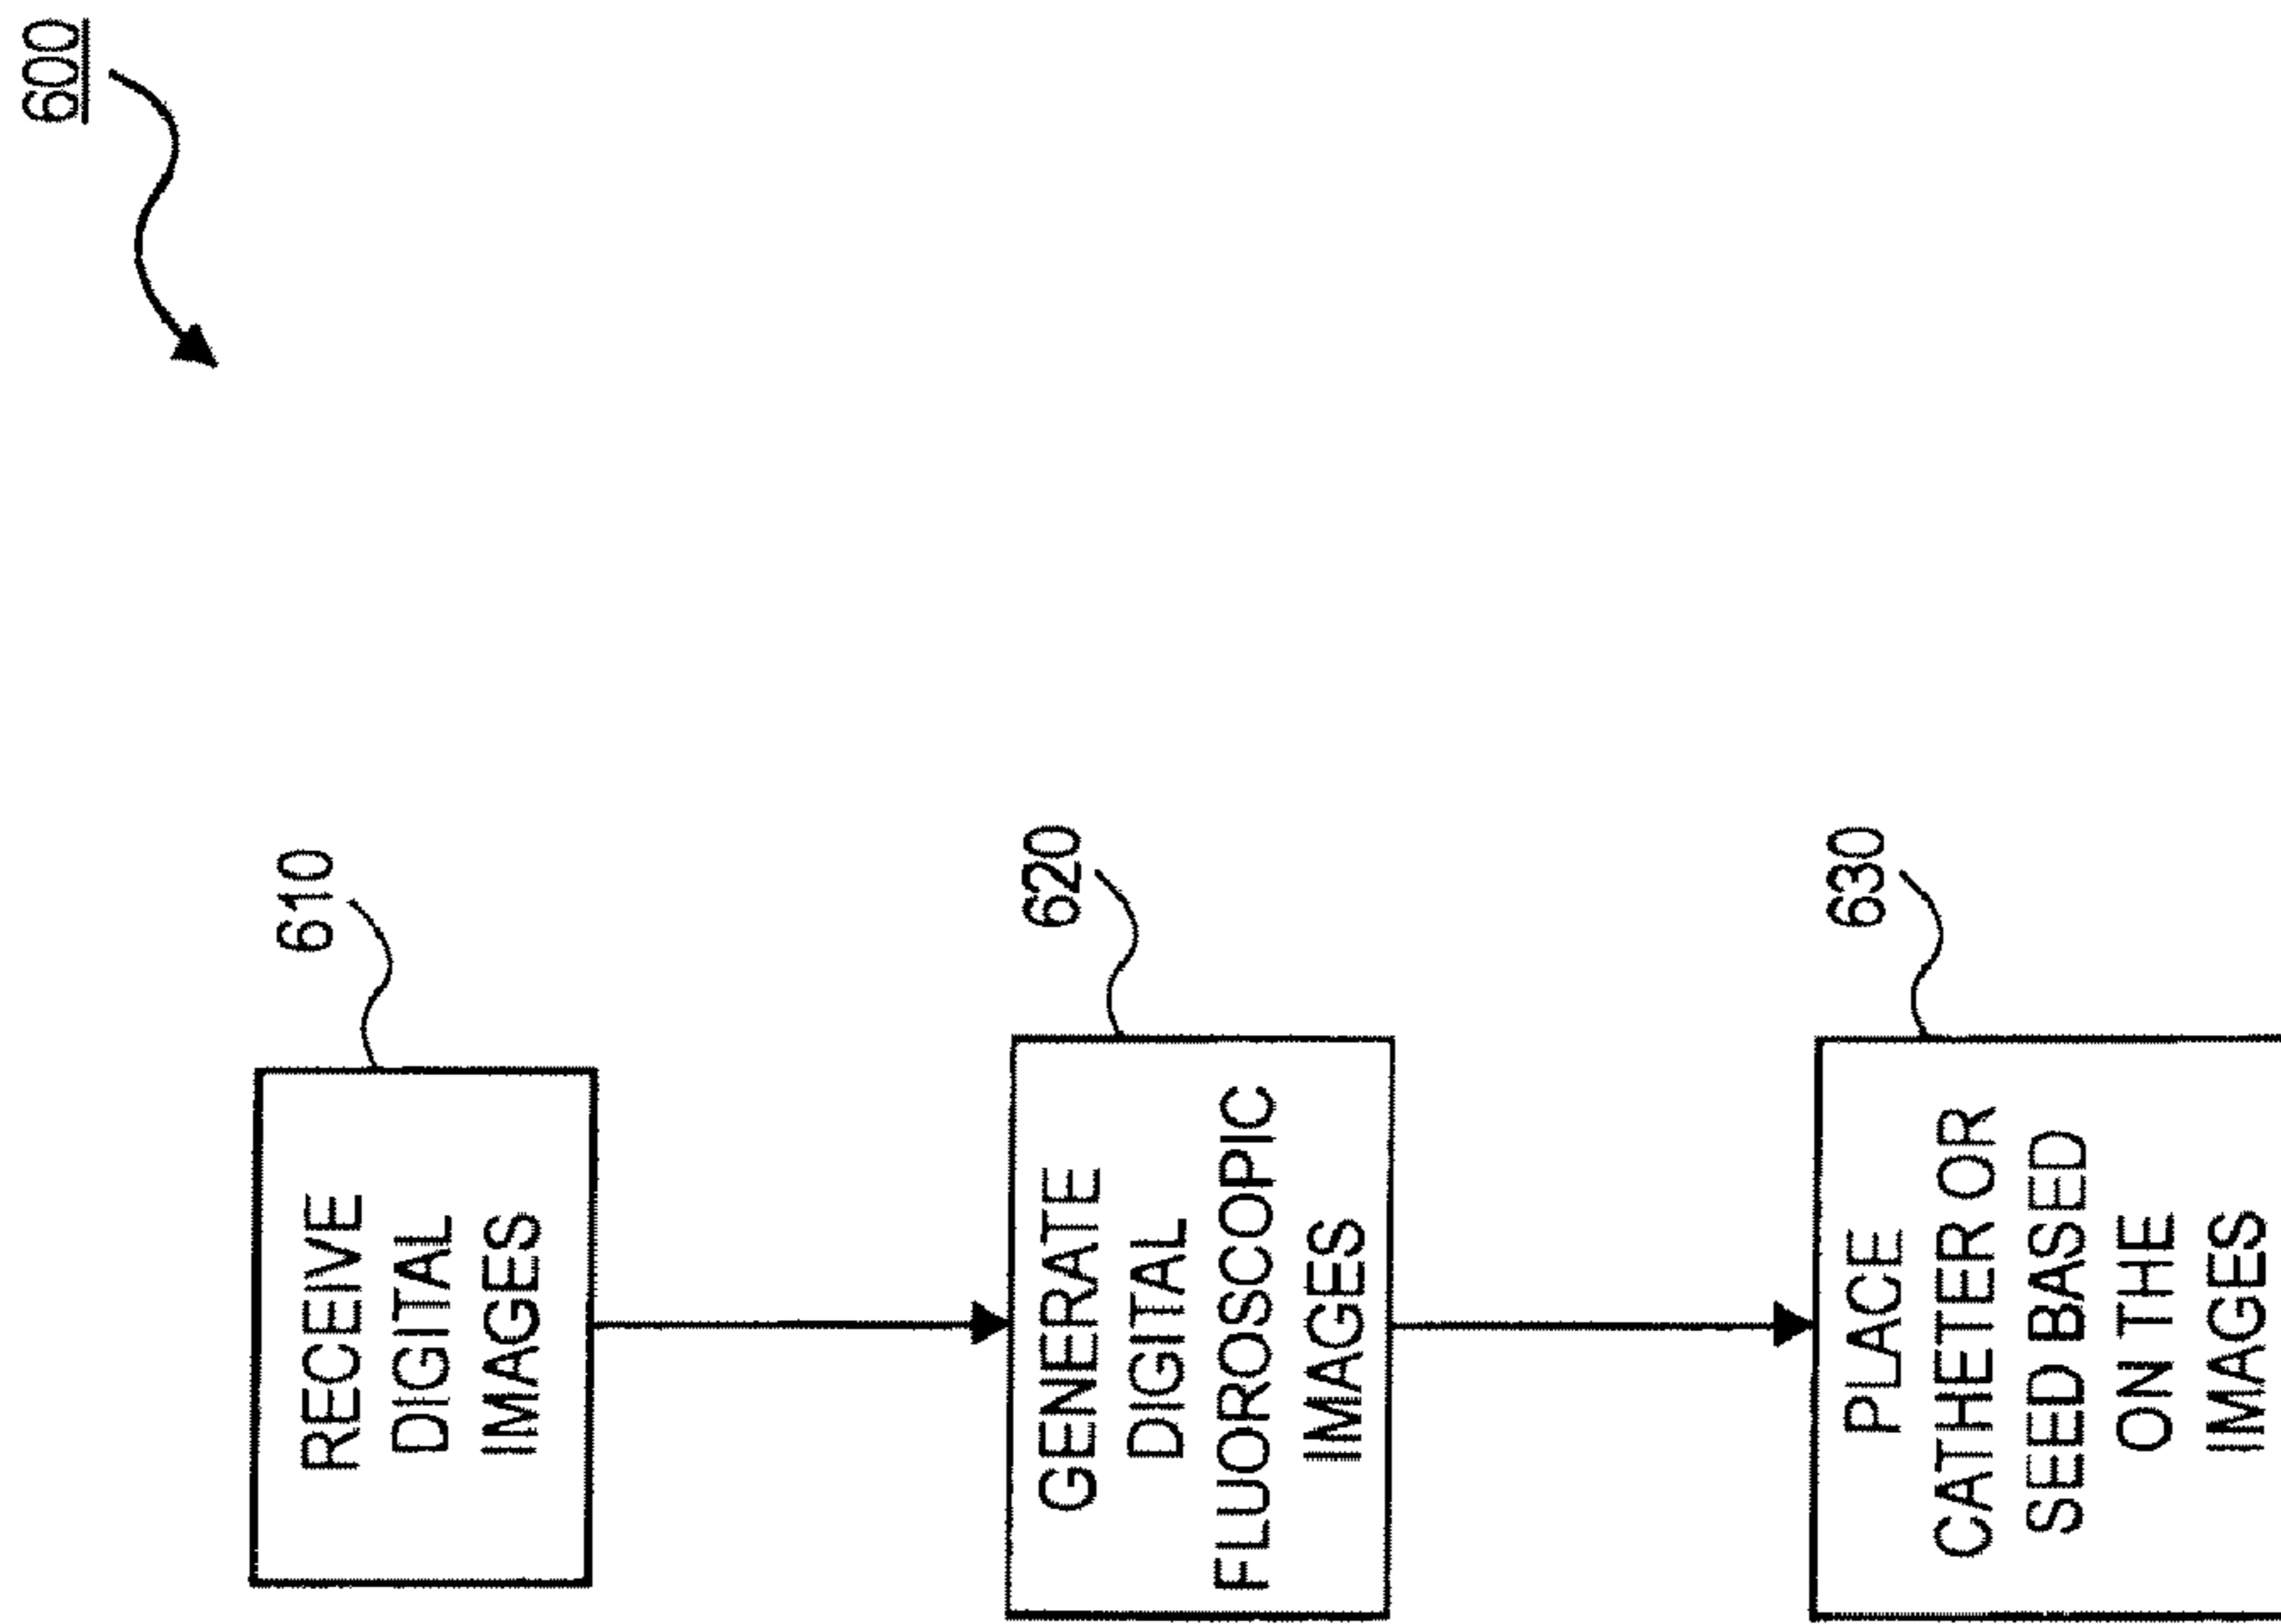 600
610
RECEIVE
DIGITAL
IMAGES
620
GENERATE
DIGITAL
FLUOROSCOPIC
IMAGES
630
PLACE
CATHETER OR
SEED BASED
ON THE
IMAGES